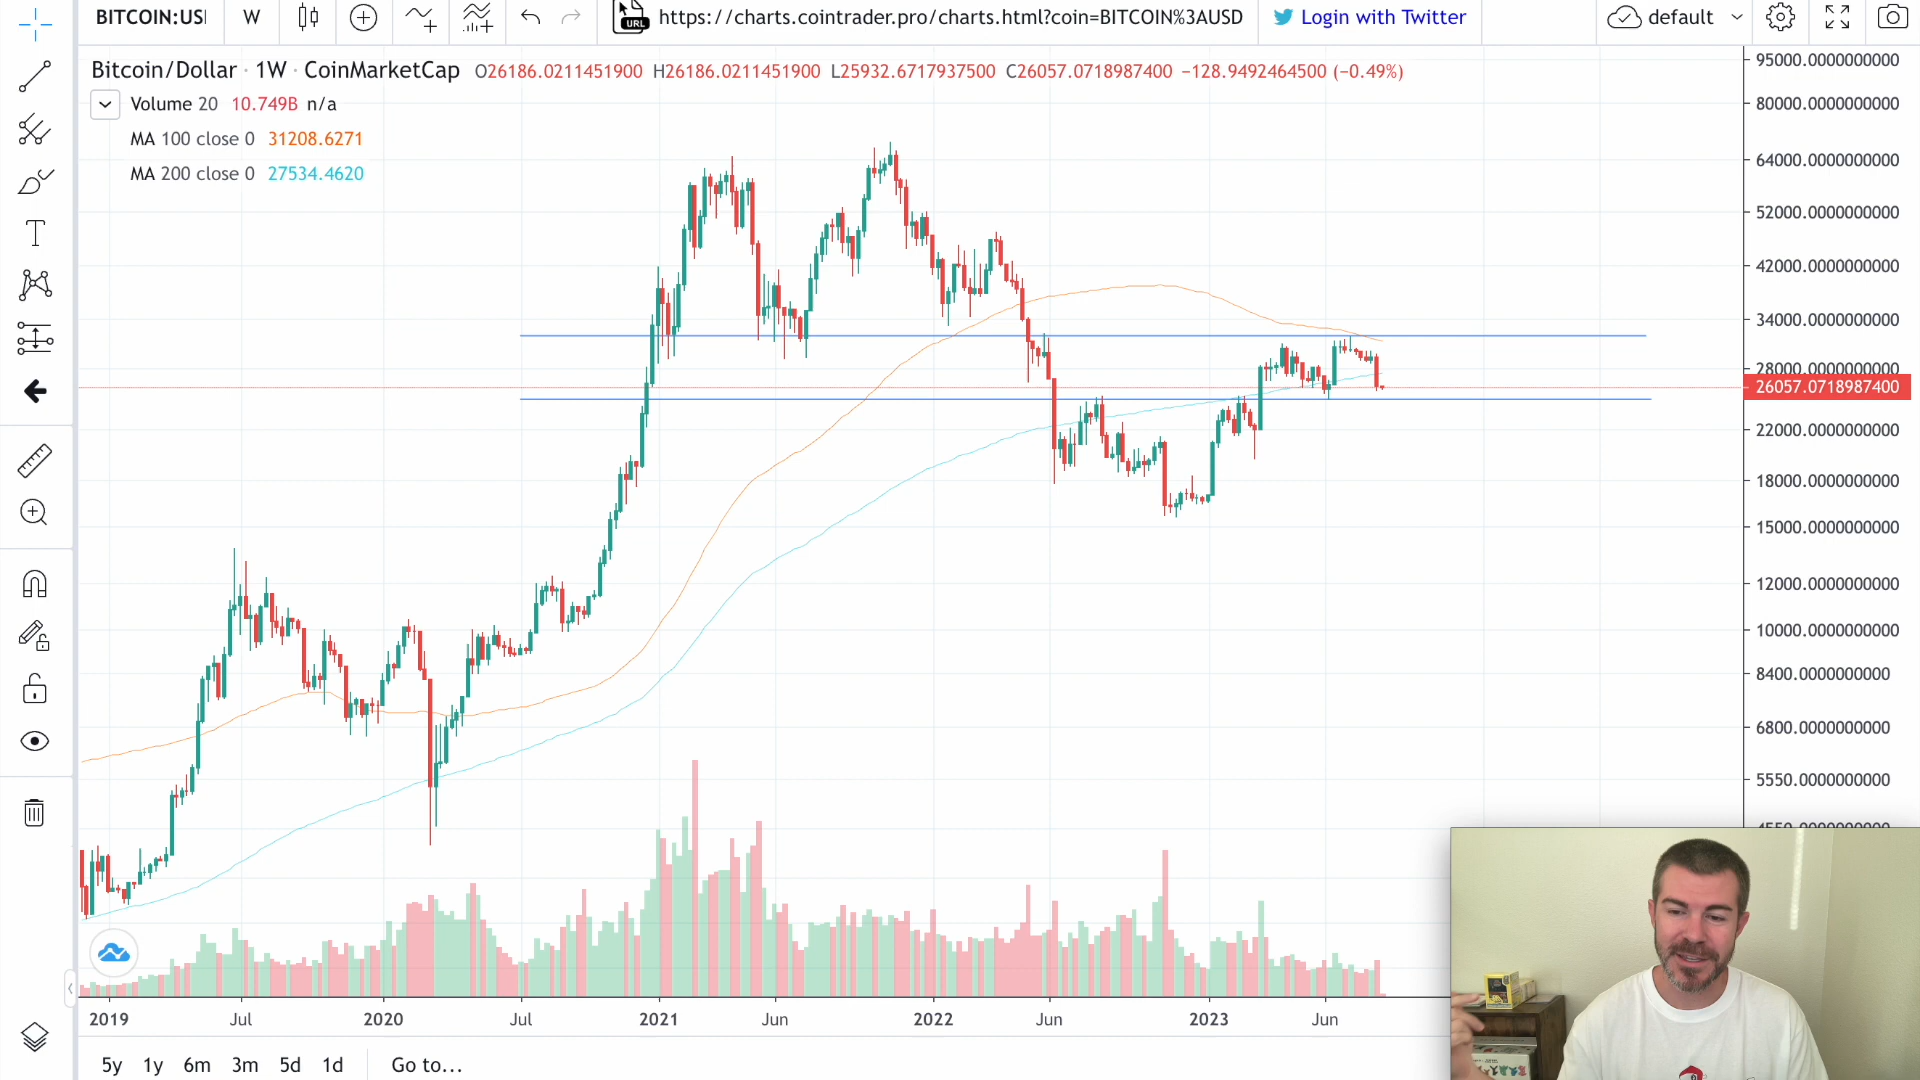 BITCOIN:US
W
URL
https://charts.cointrader.pro/charts.html?coin=BITCOIN%3AUSD
Login with Twitter
default
Bitcoin/Dollar · 1W · CoinMarketCap O26186.0211451900 H26186.0211451900 L25932.6717937500 C26057.0718987400 −128.9492464500 (−0.49%)
Volume 20 10.749B n/a
MA 100 close 0 31208.6271
MA 200 close 0 27534.4620
95000.0000000000
80000.0000000000
64000.0000000000
52000.0000000000
42000.0000000000
34000.0000000000
28000.0000000000
26057.0718987400
22000.0000000000
18000.0000000000
15000.0000000000
12000.0000000000
10000.0000000000
8400.0000000000
6800.0000000000
5550.0000000000
4550.0000000000
2019 Jul 2020 Jul 2021 Jun 2022 Jun 2023 Jun
5y 1y 6m 3m 5d 1d Go to...